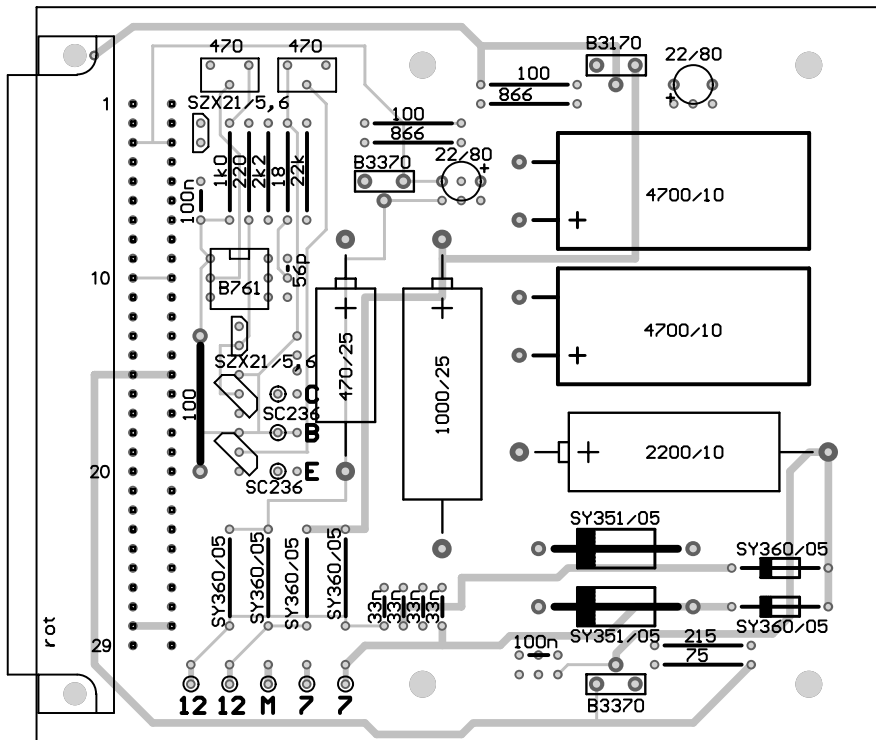 470 470
B3170
22/80
100
866
SZX21/5,6
1
100
866
22/80
+
+
B3370
4700/10
+
1k0
220
2k2
18
22k
100n
B761
56p
10
4700/10
+
SZX21/5,6
470/25
+
1000/25
+
100
SC236
C
B
E
SC236
20
2200/10
+
SY351/05
SY360/05
SY360/05
SY360/05
SY360/05
SY360/05
33n
33n
33n
33n
SY351/05
SY360/05
rot
29
100n
215
75
B3370
12 12 M 7 7